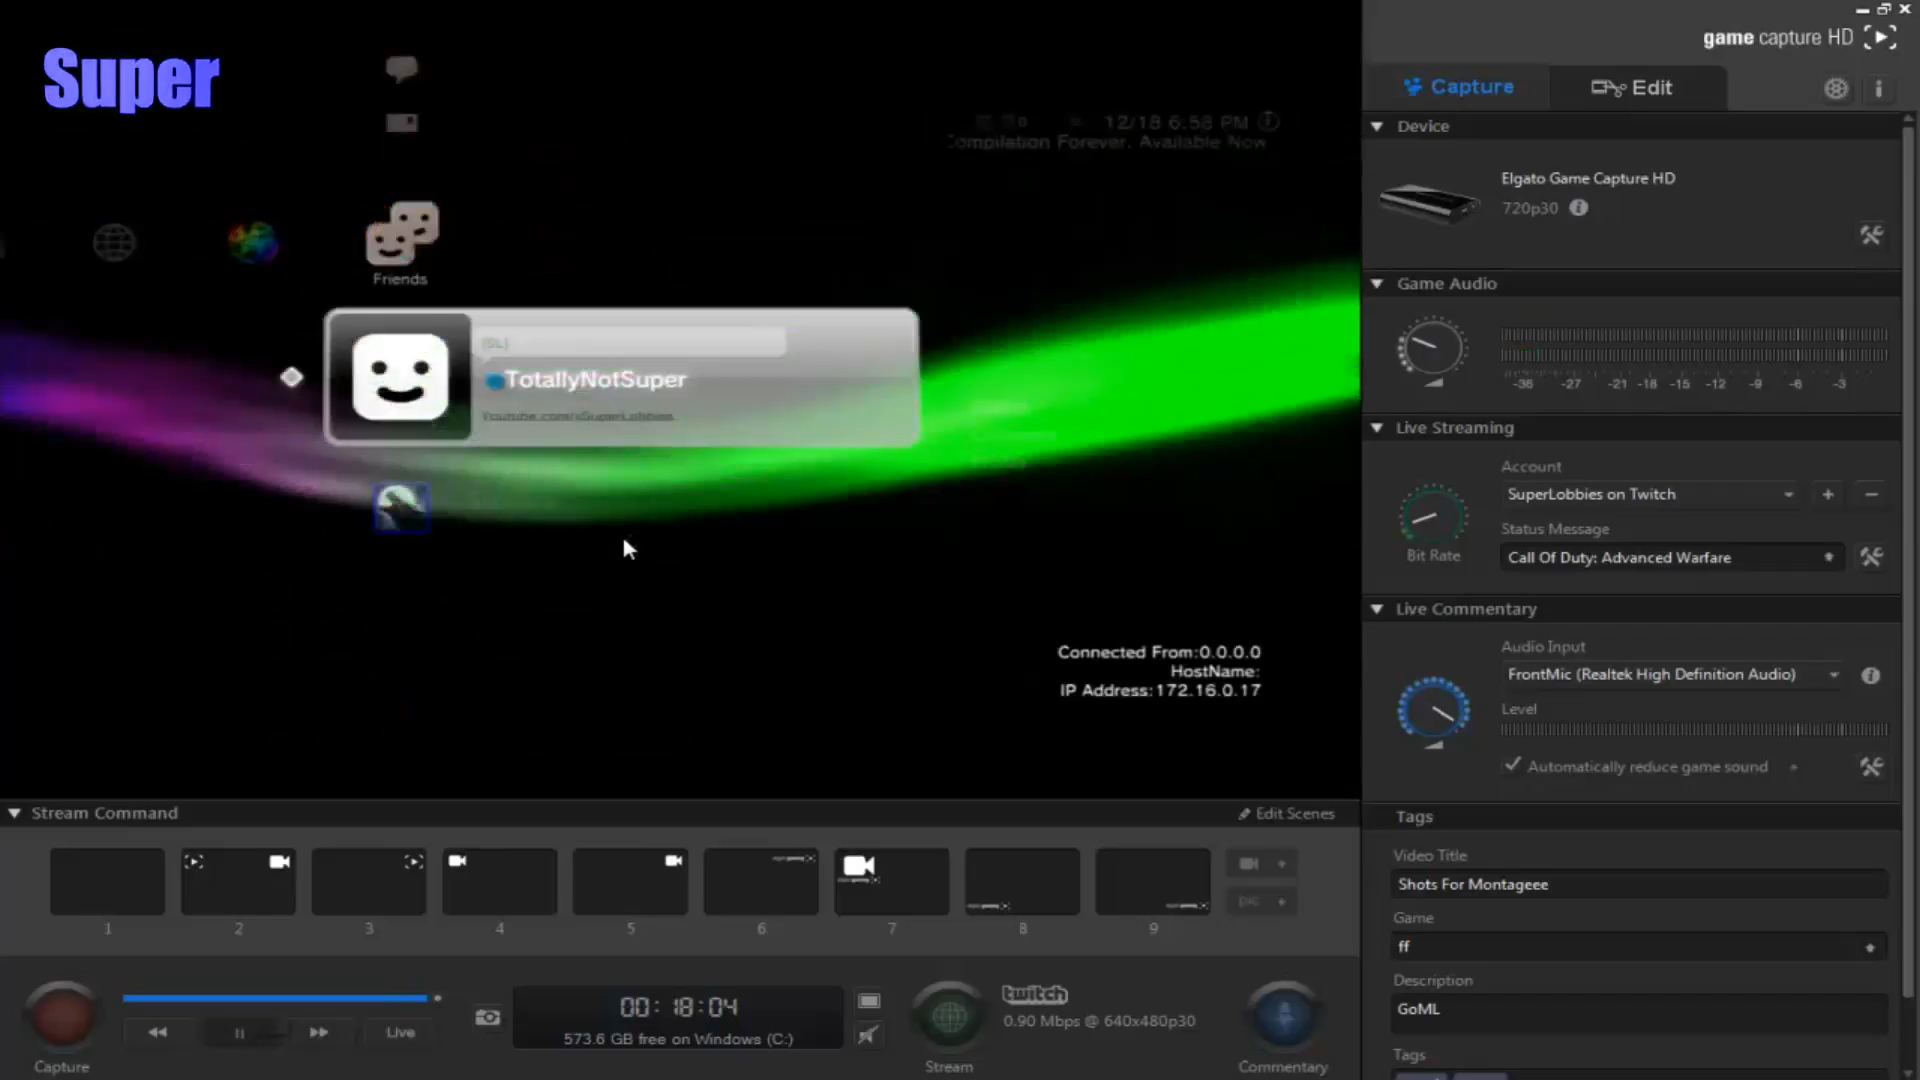 Super
12/18 6:58 PM
Compilation Forever. Available Now
Friends
(SL)
TotallyNotSuper
Youtube.com/xSuperLobbies
Connected From:0.0.0.0
HostName:
IP Address:172.16.0.17
game capture HD
Capture
Edit
Device
Elgato Game Capture HD
720p30
Game Audio
-36 -27 -21 -18 -15 -12 -9 -6 -3
Live Streaming
Account
SuperLobbies on Twitch
Status Message
Call Of Duty: Advanced Warfare
Bit Rate
Live Commentary
Audio Input
FrontMic (Realtek High Definition Audio)
Level
Automatically reduce game sound
Tags
Video Title
Shots For Montageee
Game
ff
Description
GoML
Tags
Stream Command
Edit Scenes
1 2 3 4 5 6 7 8 9
Live
00:18:04
573.6 GB free on Windows (C:)
twitch
0.90 Mbps @ 640x480p30
Capture
Stream
Commentary